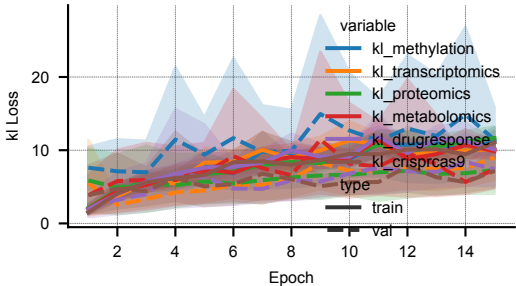 variable
kl_methylation
kl_transcriptomics
kl_proteomics
kl_metabolomics
kl_drugresponse
kl_crisprcas9
type
train
val
kl Loss
20
10
0
2
4
6
8
10
12
14
Epoch